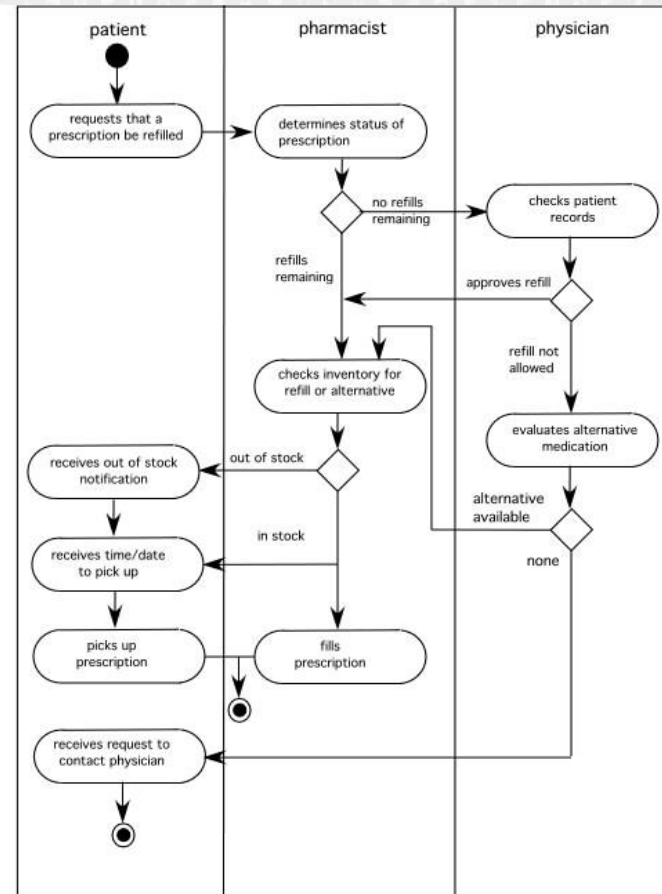 patient
pharmacist
physician
requests that a
prescription be refilled
determines status of
prescription
no refills
remaining
checks patient
records
refills
remaining
approves refill
refill not
allowed
checks inventory for
refill or alternative
evaluates alternative
medication
receives out of stock
notification
out of stock
alternative
available
in stock
none
receives time/date
to pick up
picks up
prescription
fills
prescription
receives request to
contact physician